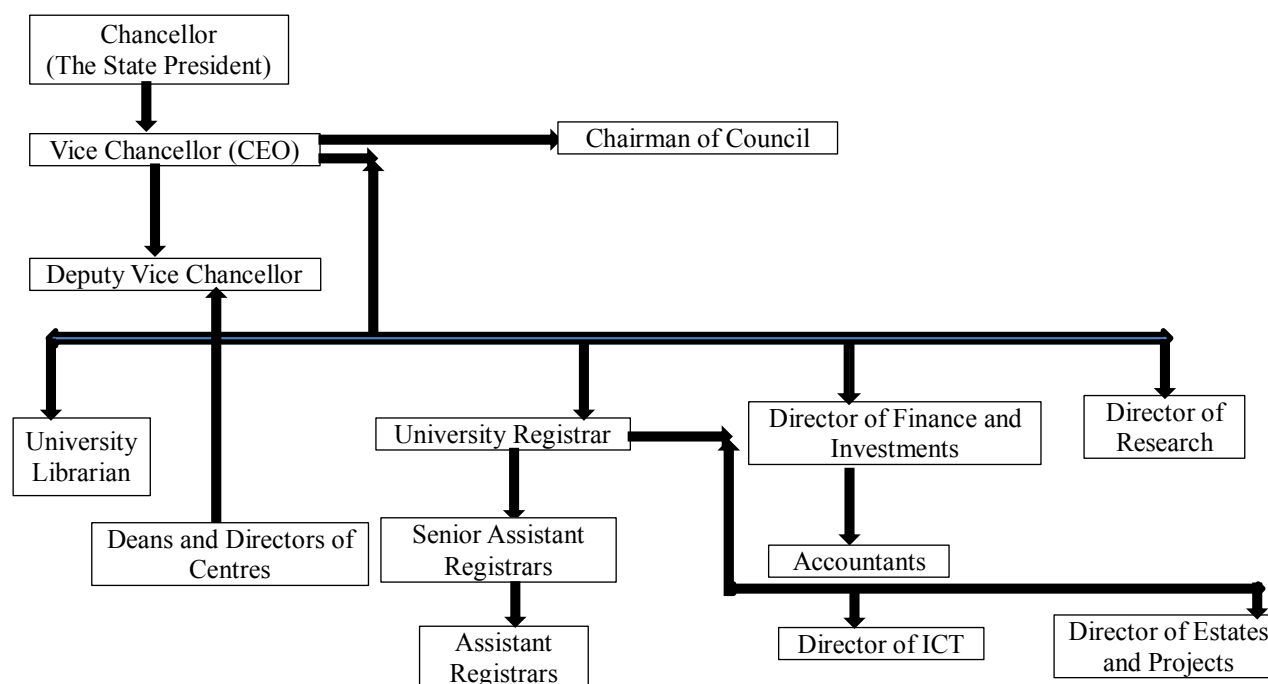 Chancellor
(The State President)
Vice Chancellor (CEO)
Chairman of Council
Deputy Vice Chancellor
University
Librarian
University Registrar
Director of Finance and
Investments
Director of
Research
Deans and Directors of
Centres
Senior Assistant
Registrars
Accountants
Assistant
Registrars
Director of ICT
Director of Estates
and Projects